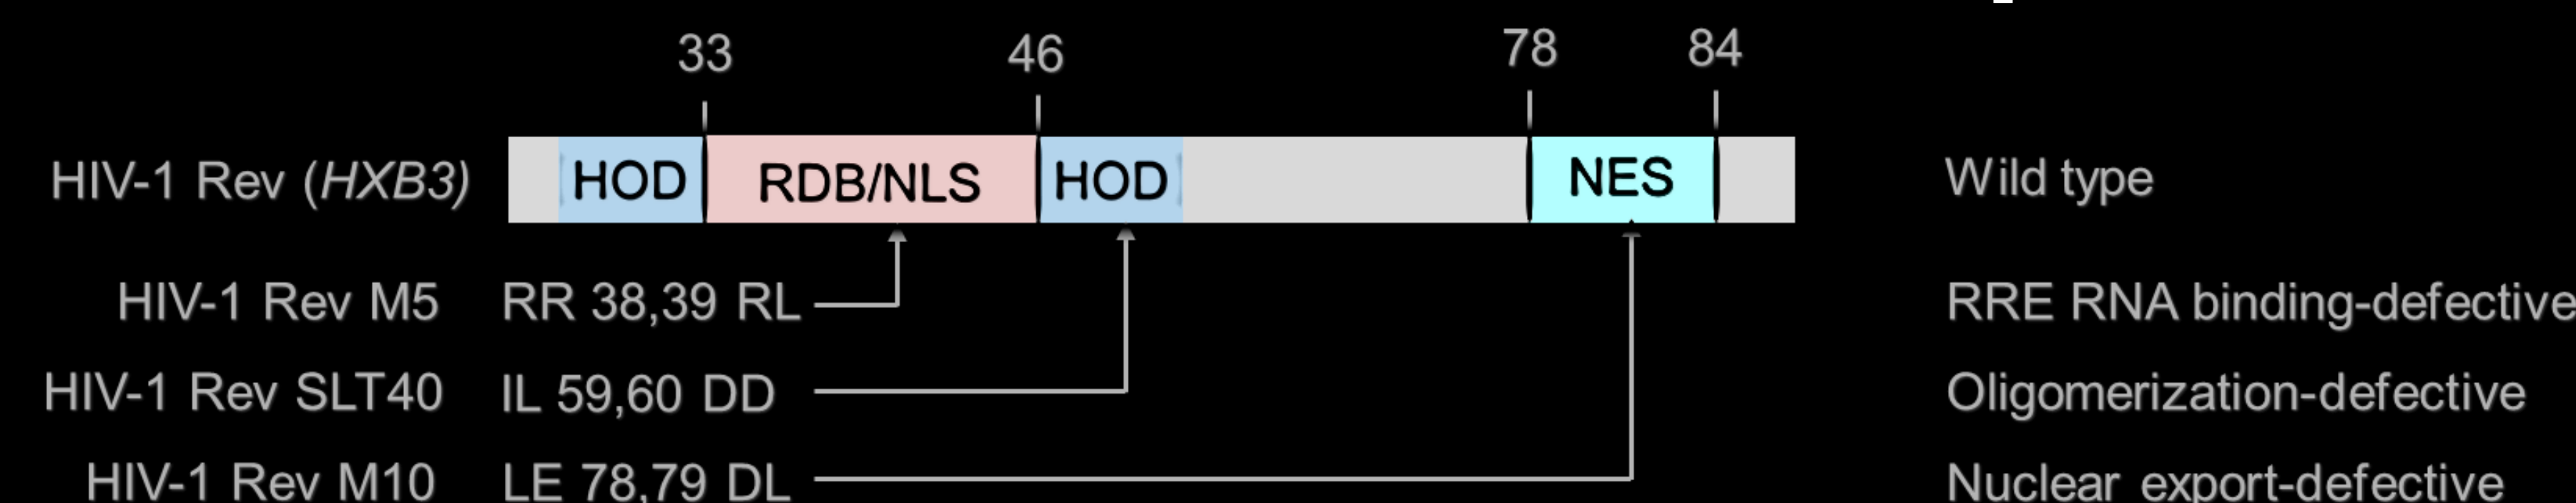 33 46 78 84
HIV-1 Rev (HXB3) HOD RDB/NLS HOD NES Wild type
HIV-1 Rev M5 RR 38,39 RL RRE RNA binding-defective
HIV-1 Rev SLT40 IL 59,60 DD Oligomerization-defective
HIV-1 Rev M10 LE 78,79 DL Nuclear export-defective